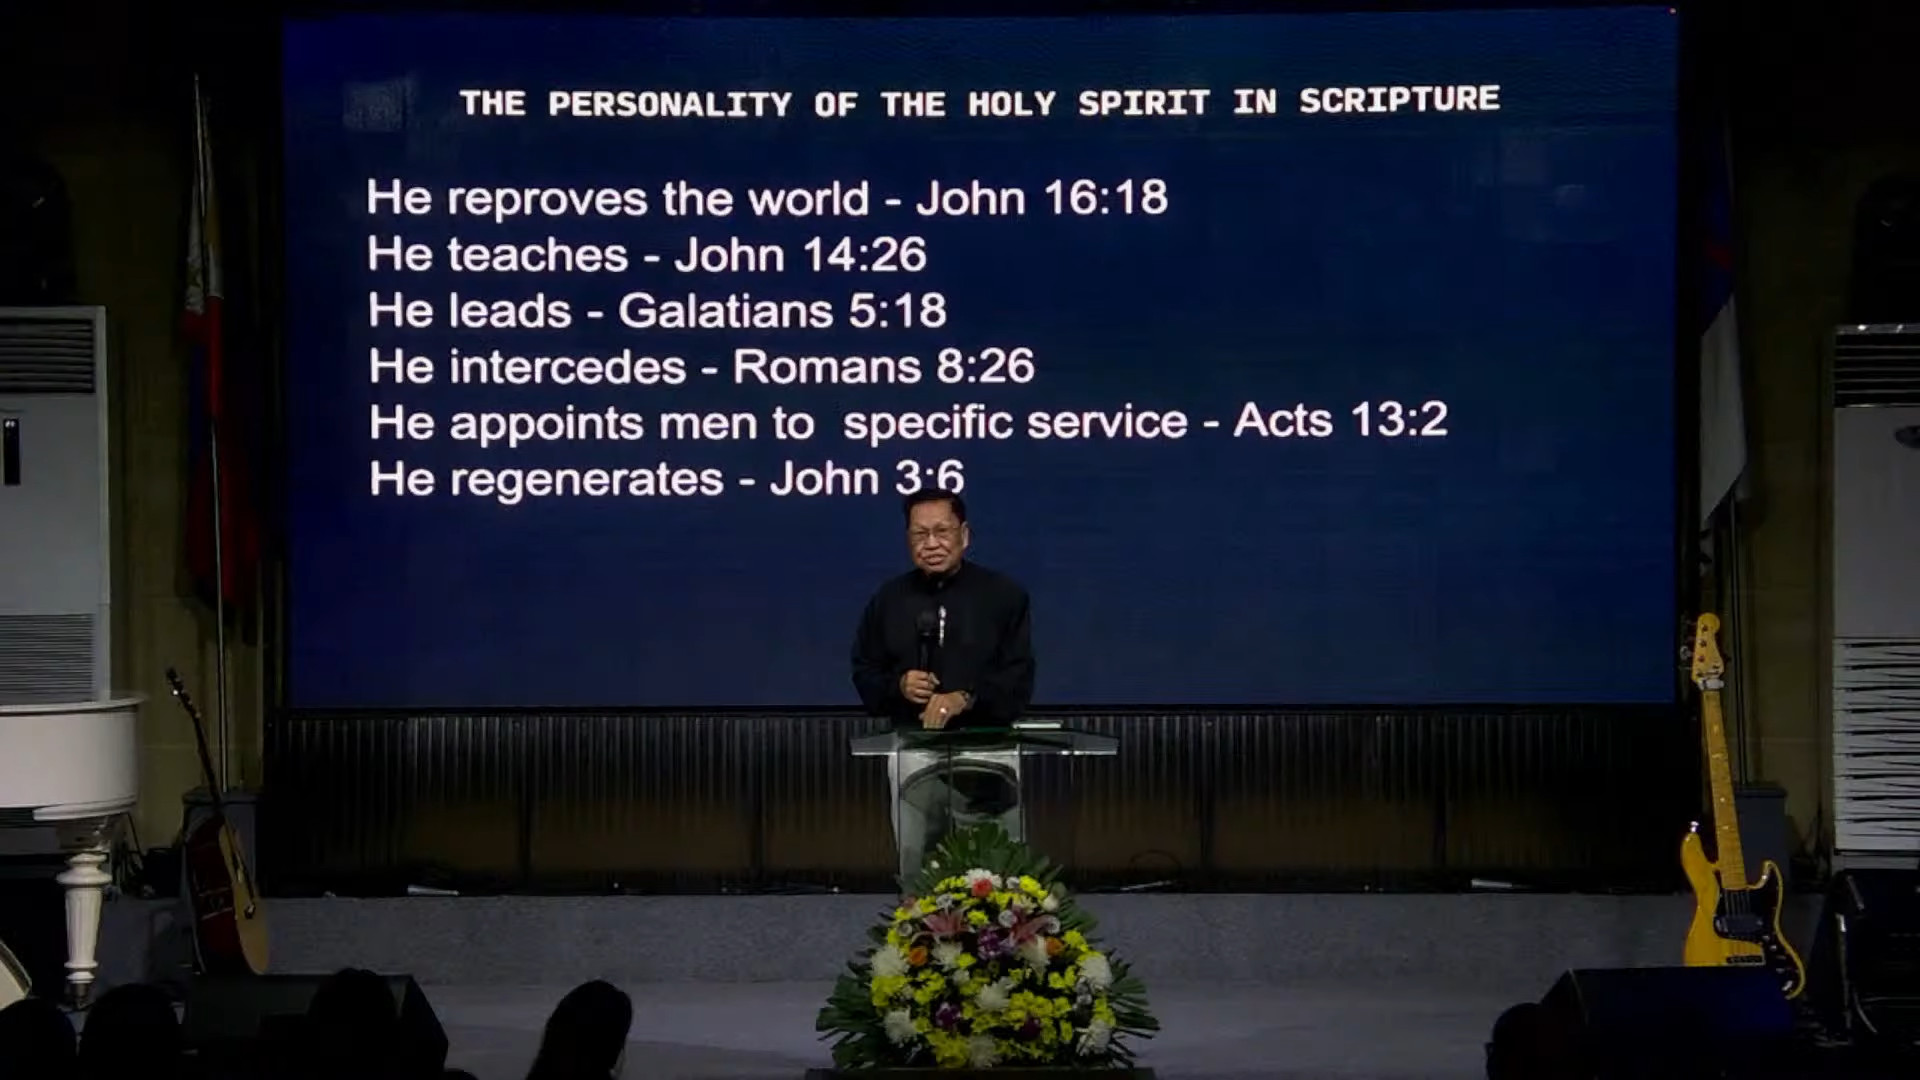 THE PERSONALITY OF THE HOLY SPIRIT IN SCRIPTURE
He reproves the world - John 16:18
He teaches - John 14:26
He leads - Galatians 5:18
He intercedes - Romans 8:26
He appoints men to  specific service - Acts 13:2
He regenerates - John 3:6